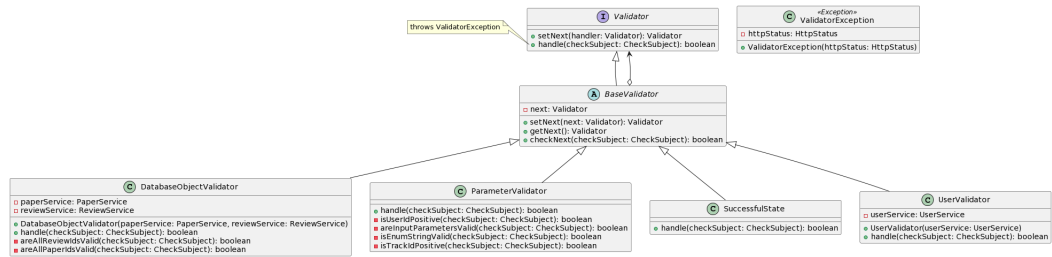 throws ValidatorException
I Validator
setNext(handler: Validator): Validator
handle(checkSubject: CheckSubject): boolean
«Exception»
C ValidatorException
httpStatus: HttpStatus
ValidatorException(httpStatus: HttpStatus)
A BaseValidator
next: Validator
setNext(next: Validator): Validator
getNext(): Validator
checkNext(checkSubject: CheckSubject): boolean
C DatabaseObjectValidator
paperService: PaperService
reviewService: ReviewService
DatabaseObjectValidator(paperService: PaperService, reviewService: ReviewService)
handle(checkSubject: CheckSubject): boolean
areAllReviewIdsValid(checkSubject: CheckSubject): boolean
areAllPaperIdsValid(checkSubject: CheckSubject): boolean
C ParameterValidator
handle(checkSubject: CheckSubject): boolean
isUserIdPositive(checkSubject: CheckSubject): boolean
areInputParametersValid(checkSubject: CheckSubject): boolean
isEnumStringValid(checkSubject: CheckSubject): boolean
isTrackIdPositive(checkSubject: CheckSubject): boolean
C SuccessfulState
handle(checkSubject: CheckSubject): boolean
C UserValidator
userService: UserService
UserValidator(userService: UserService)
handle(checkSubject: CheckSubject): boolean